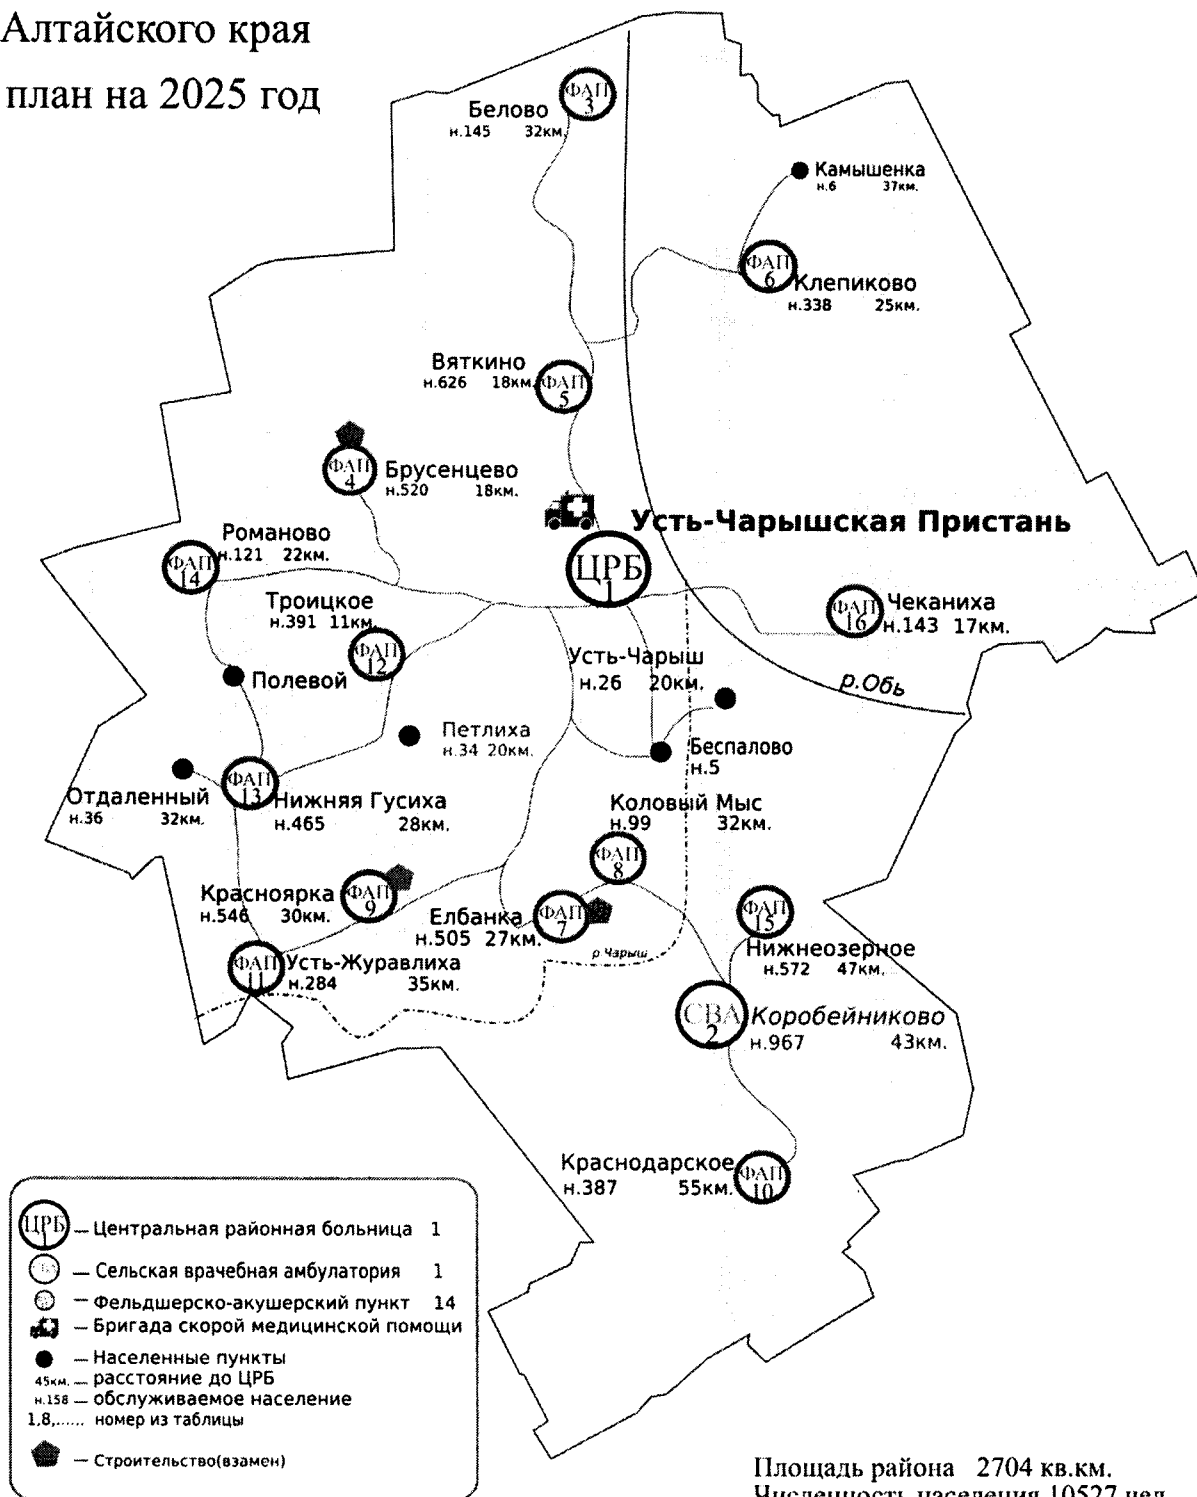 Алтайского края
план на 2025 год
ФАП
3
Белово
н.145 32км.
Камышенка
н.6 37км.
ФАП
6
Клепиково
н.338 25км.
Вяткино
н.626 18км.
ФАП
5
ФАП
4
Брусенцево
н.520 18км.
Усть-Чарышская Пристань
ЦРБ
1
Романово
н.121 22км.
ФАП
14
Троицкое
н.391 11км.
ФАП
12
ФАП
16
Чеканиха
н.143 17км.
Усть-Чарыш
н.26 20км.
р.Обь
Полевой
Петлиха
н.34 20км.
Беспалово
н.5
Отдаленный
н.36 32км.
ФАП
13
Нижняя Гусиха
н.465 28км.
Коловый Мыс
н.99 32км.
ФАП
8
Красноярка
н.546 30км.
ФАП
9
Елбанка
н.505 27км.
ФАП
7
ФАП
15
Нижнеозерное
н.572 47км.
р.Чарыш
ФАП
11
Усть-Журавлиха
н.284 35км.
СВА
2
Коробейниково
н.967 43км.
Краснодарское
н.387 55км.
ФАП
10
ЦРБ
1
— Центральная районная больница 1
СВА
— Сельская врачебная амбулатория 1
— Фельдшерско-акушерский пункт 14
— Бригада скорой медицинской помощи
— Населенные пункты
45км. — расстояние до ЦРБ
н.158 — обслуживаемое население
1,8,...... номер из таблицы
— Строительство(взамен)
Площадь района 2704 кв.км.
Численность населения 10527 чел